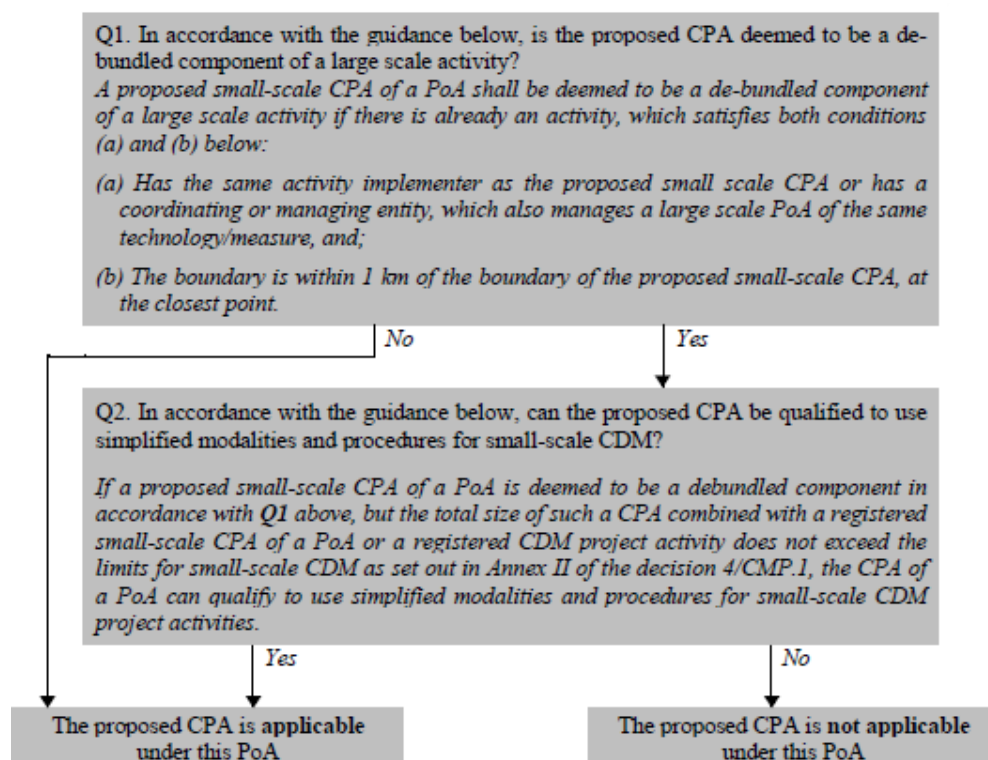 Q1. In accordance with the guidance below, is the proposed CPA deemed to be a de-
bundled component of a large scale activity?
A proposed small-scale CPA of a PoA shall be deemed to be a de-bundled component
of a large scale activity if there is already an activity, which satisfies both conditions
(a) and (b) below:
(a) Has the same activity implementer as the proposed small scale CPA or has a
coordinating or managing entity, which also manages a large scale PoA of the same
technology/measure, and;
(b) The boundary is within 1 km of the boundary of the proposed small-scale CPA, at
the closest point.
No
Yes
Q2. In accordance with the guidance below, can the proposed CPA be qualified to use
simplified modalities and procedures for small-scale CDM?
If a proposed small-scale CPA of a PoA is deemed to be a debundled component in
accordance with Q1 above, but the total size of such a CPA combined with a registered
small-scale CPA of a PoA or a registered CDM project activity does not exceed the
limits for small-scale CDM as set out in Annex II of the decision 4/CMP.1, the CPA of
a PoA can qualify to use simplified modalities and procedures for small-scale CDM
project activities.
Yes
No
The proposed CPA is applicable
under this PoA
The proposed CPA is not applicable
under this PoA